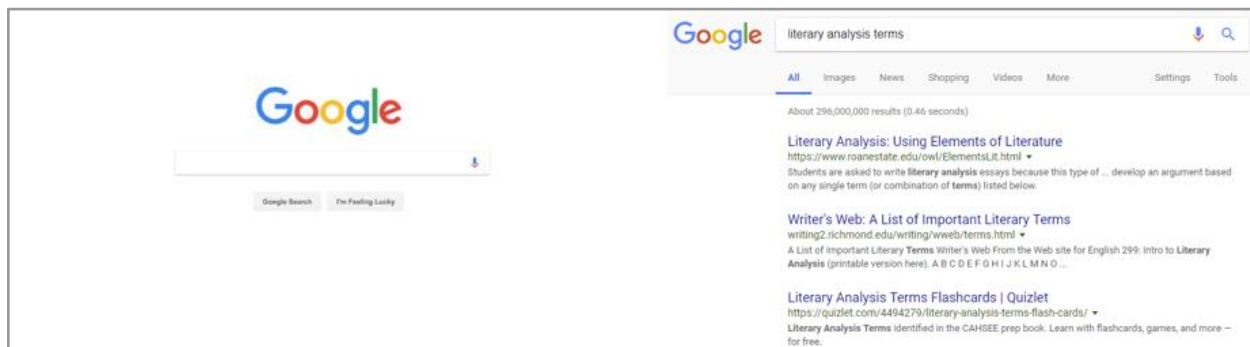 Google
Google Search I'm Feeling Lucky
Google literary analysis terms
All Images News Shopping Videos More Settings Tools
About 296,000,000 results (0.46 seconds)
Literary Analysis: Using Elements of Literature
https://www.roanestate.edu/owl/ElementsLit.html
Students are asked to write literary analysis essays because this type of ... develop an argument based
on any single term (or combination of terms) listed below.
Writer's Web: A List of Important Literary Terms
writing2.richmond.edu/writing/wweb/terms.html
A List of Important Literary Terms Writer's Web From the Web site for English 299: Intro to Literary
Analysis (printable version here). A B C D E F G H I J K L M N O ...
Literary Analysis Terms Flashcards | Quizlet
https://quizlet.com/4494279/literary-analysis-terms-flash-cards/
Literary Analysis Terms identified in the CAHSEE prep book. Learn with flashcards, games, and more —
for free.